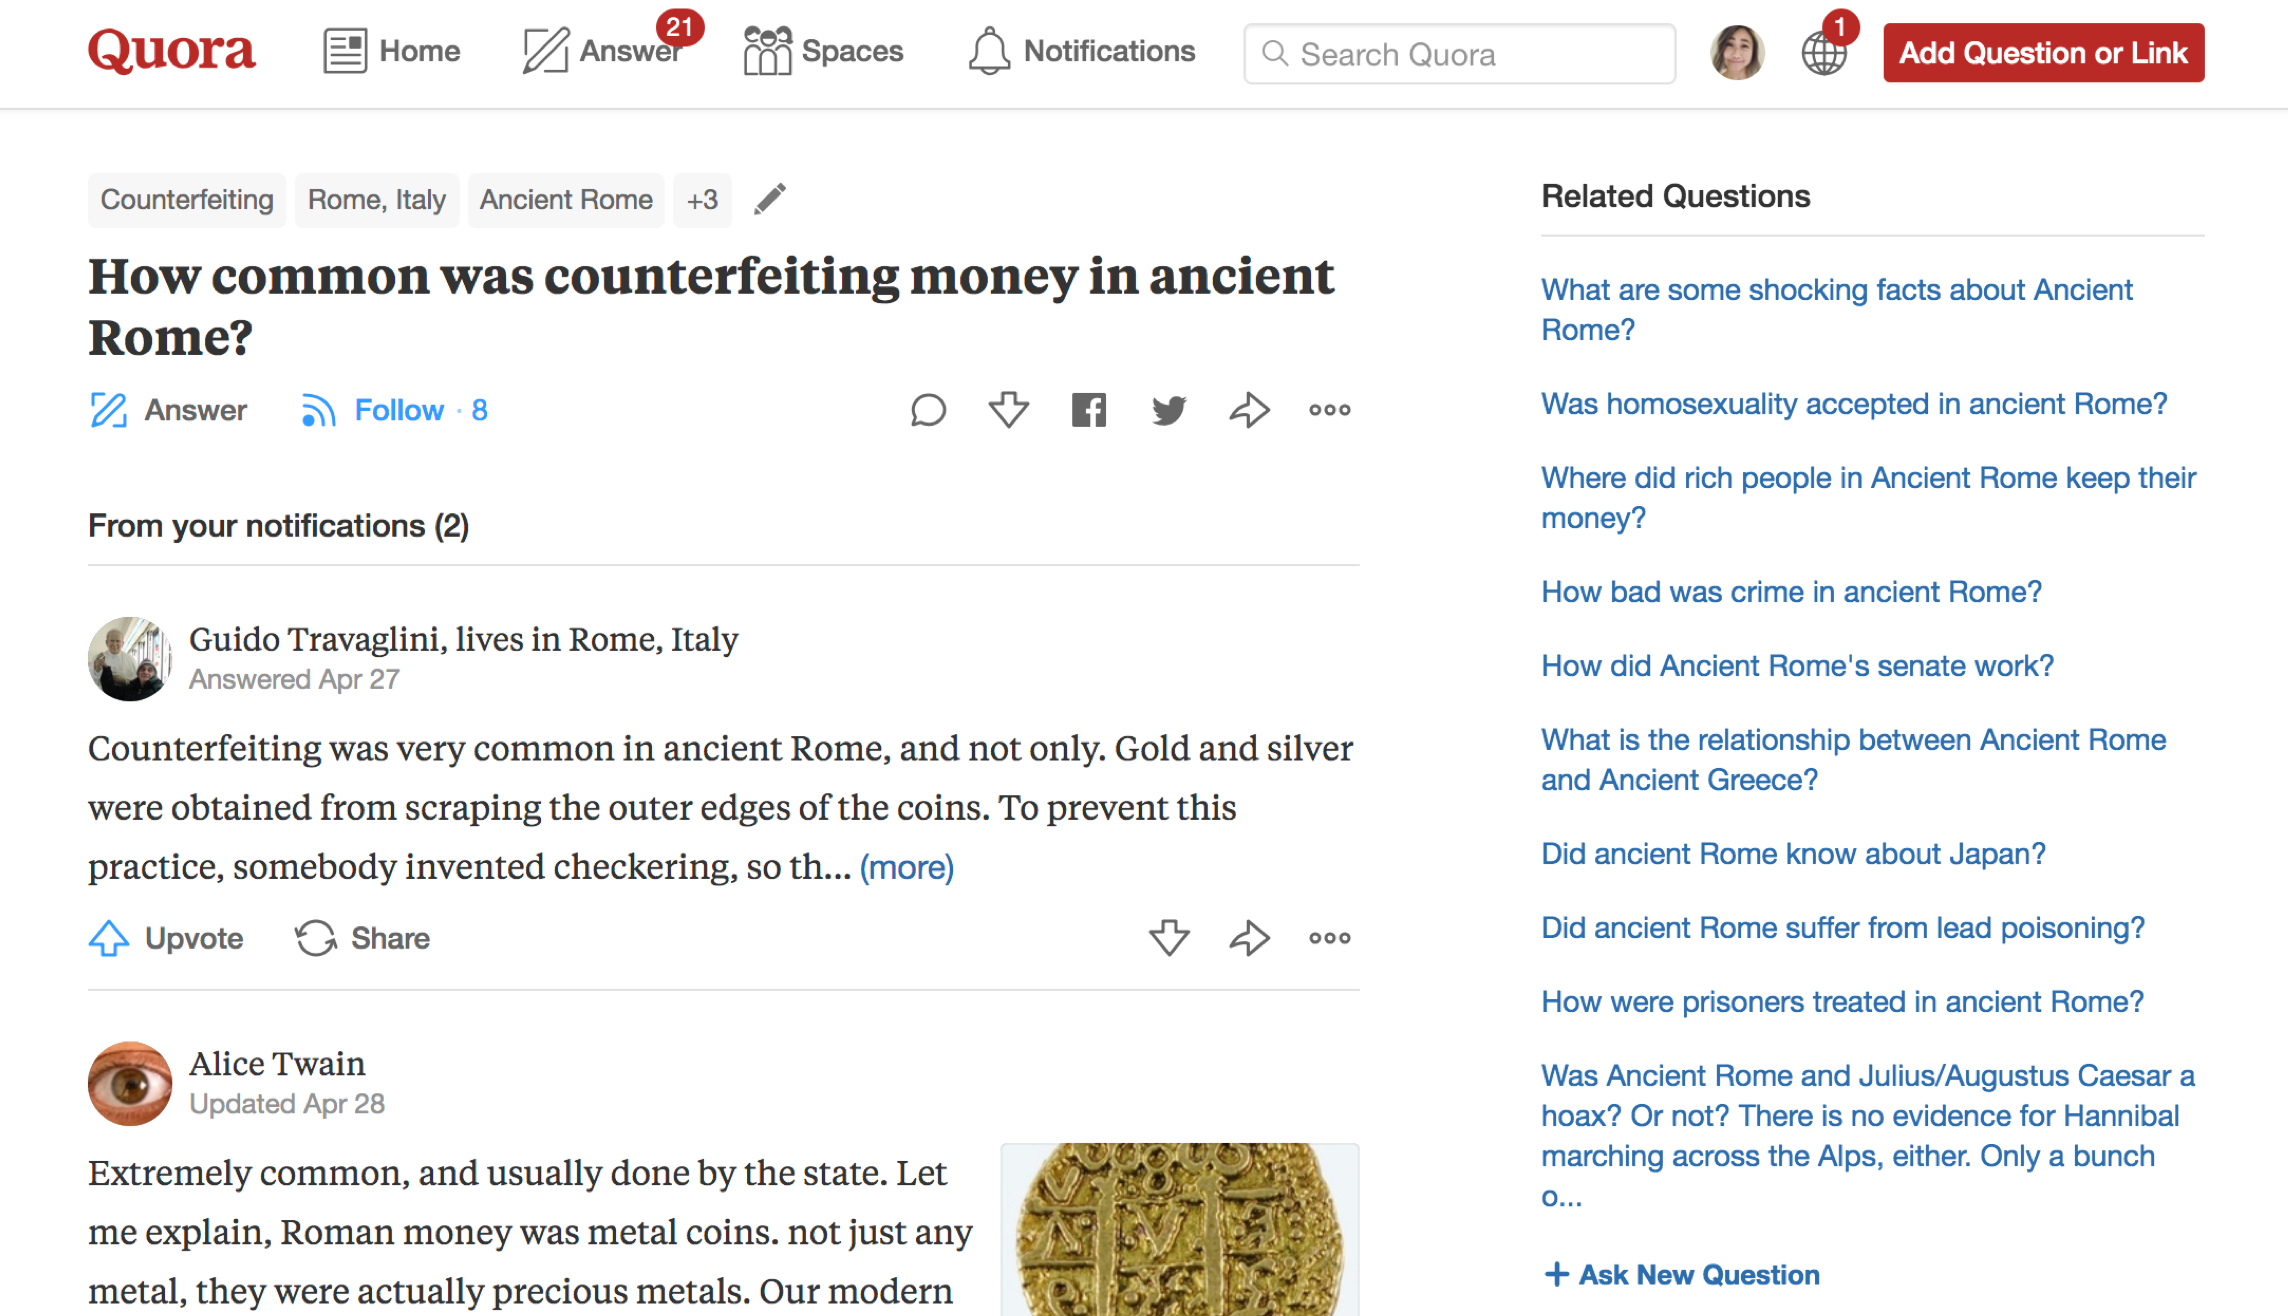 Quora
Home
Answer
21
Spaces
Notifications
Search Quora
1
Add Question or Link
Counterfeiting
Rome, Italy
Ancient Rome
+3
How common was counterfeiting money in ancient
Rome?
Answer
Follow · 8
From your notifications (2)
Guido Travaglini, lives in Rome, Italy
Answered Apr 27
Counterfeiting was very common in ancient Rome, and not only. Gold and silver
were obtained from scraping the outer edges of the coins. To prevent this
practice, somebody invented checkering, so th... (more)
Upvote
Share
Alice Twain
Updated Apr 28
Extremely common, and usually done by the state. Let
me explain, Roman money was metal coins. not just any
metal, they were actually precious metals. Our modern
Related Questions
What are some shocking facts about Ancient
Rome?
Was homosexuality accepted in ancient Rome?
Where did rich people in Ancient Rome keep their
money?
How bad was crime in ancient Rome?
How did Ancient Rome's senate work?
What is the relationship between Ancient Rome
and Ancient Greece?
Did ancient Rome know about Japan?
Did ancient Rome suffer from lead poisoning?
How were prisoners treated in ancient Rome?
Was Ancient Rome and Julius/Augustus Caesar a
hoax? Or not? There is no evidence for Hannibal
marching across the Alps, either. Only a bunch
o...
+ Ask New Question